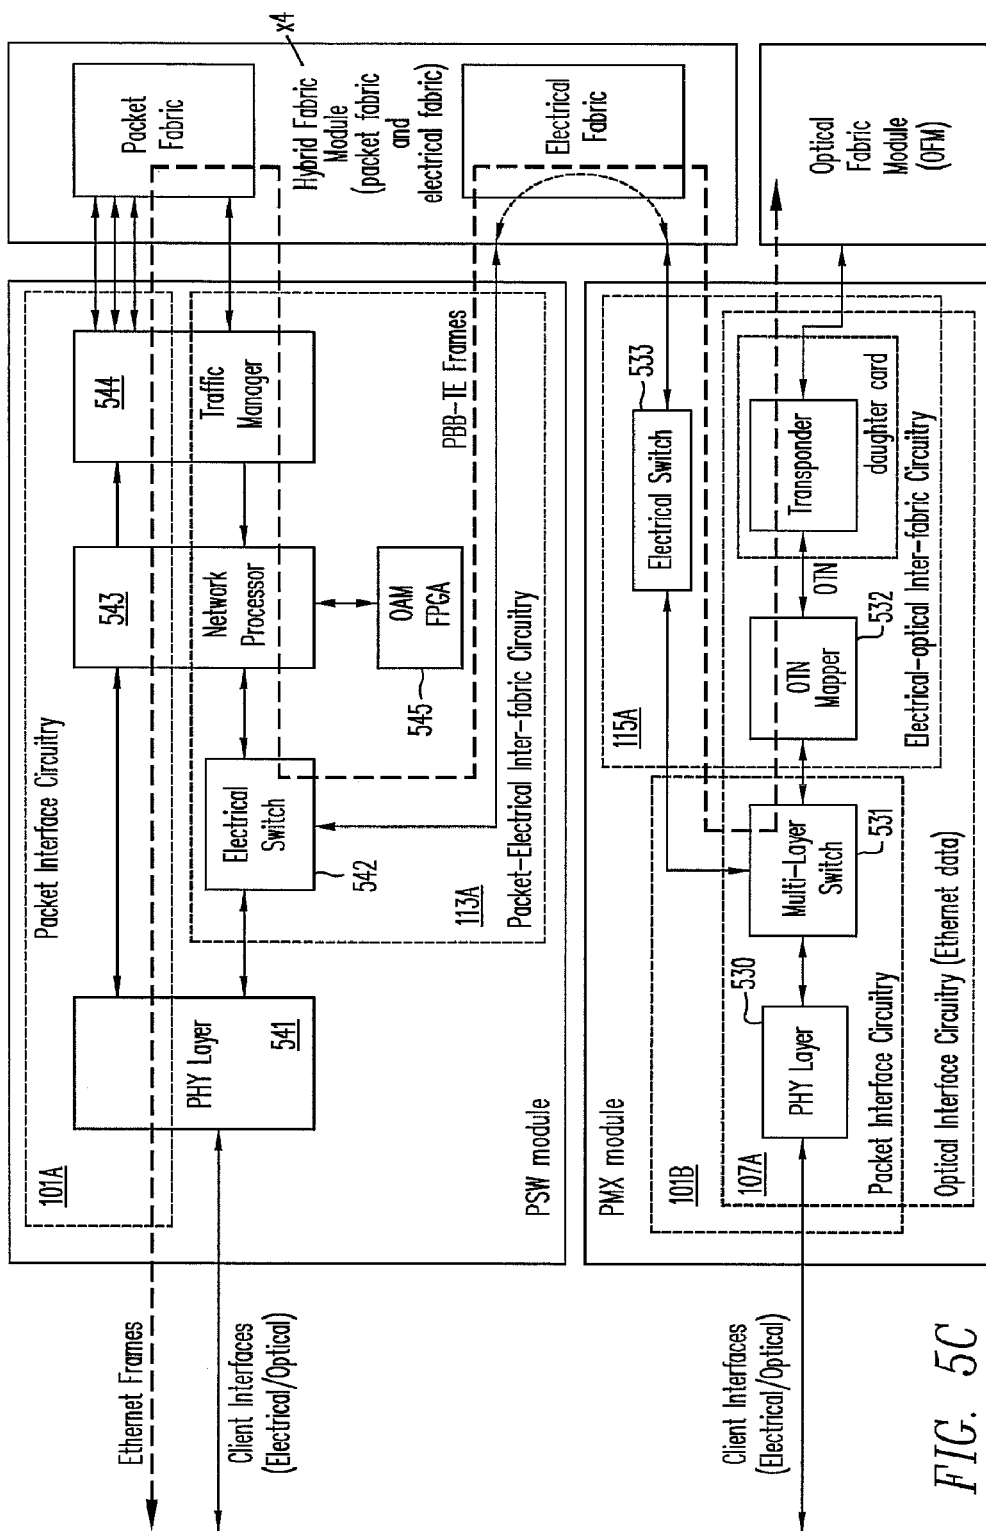 Ethernet Frames
Client Interfaces
(Electrical/Optical)
101A
Packet Interface Circuitry
PHY Layer
541
543
Network
Processor
544
Traffic
Manager
Electrical
Switch
542
OAM
FPGA
545
113A
Packet-Electrical Inter-fabric Circuitry
PBB-TE Frames
PSW module
Packet
Fabric
Hybrid Fabric
Module
(packet fabric
and
electrical fabric)
x4
Electrical
Fabric
PMX module
Client Interfaces
(Electrical/Optical)
101B
107A
PHY Layer
530
Multi-Layer
Switch
531
Packet Interface Circuitry
Optical Interface Circuitry (Ethernet data)
115A
Electrical Switch
533
OTN
Mapper
532
OTN
Transponder
daughter card
Electrical-optical Inter-fabric Circuitry
Optical
Fabric
Module
(OFM)
FIG. 5C